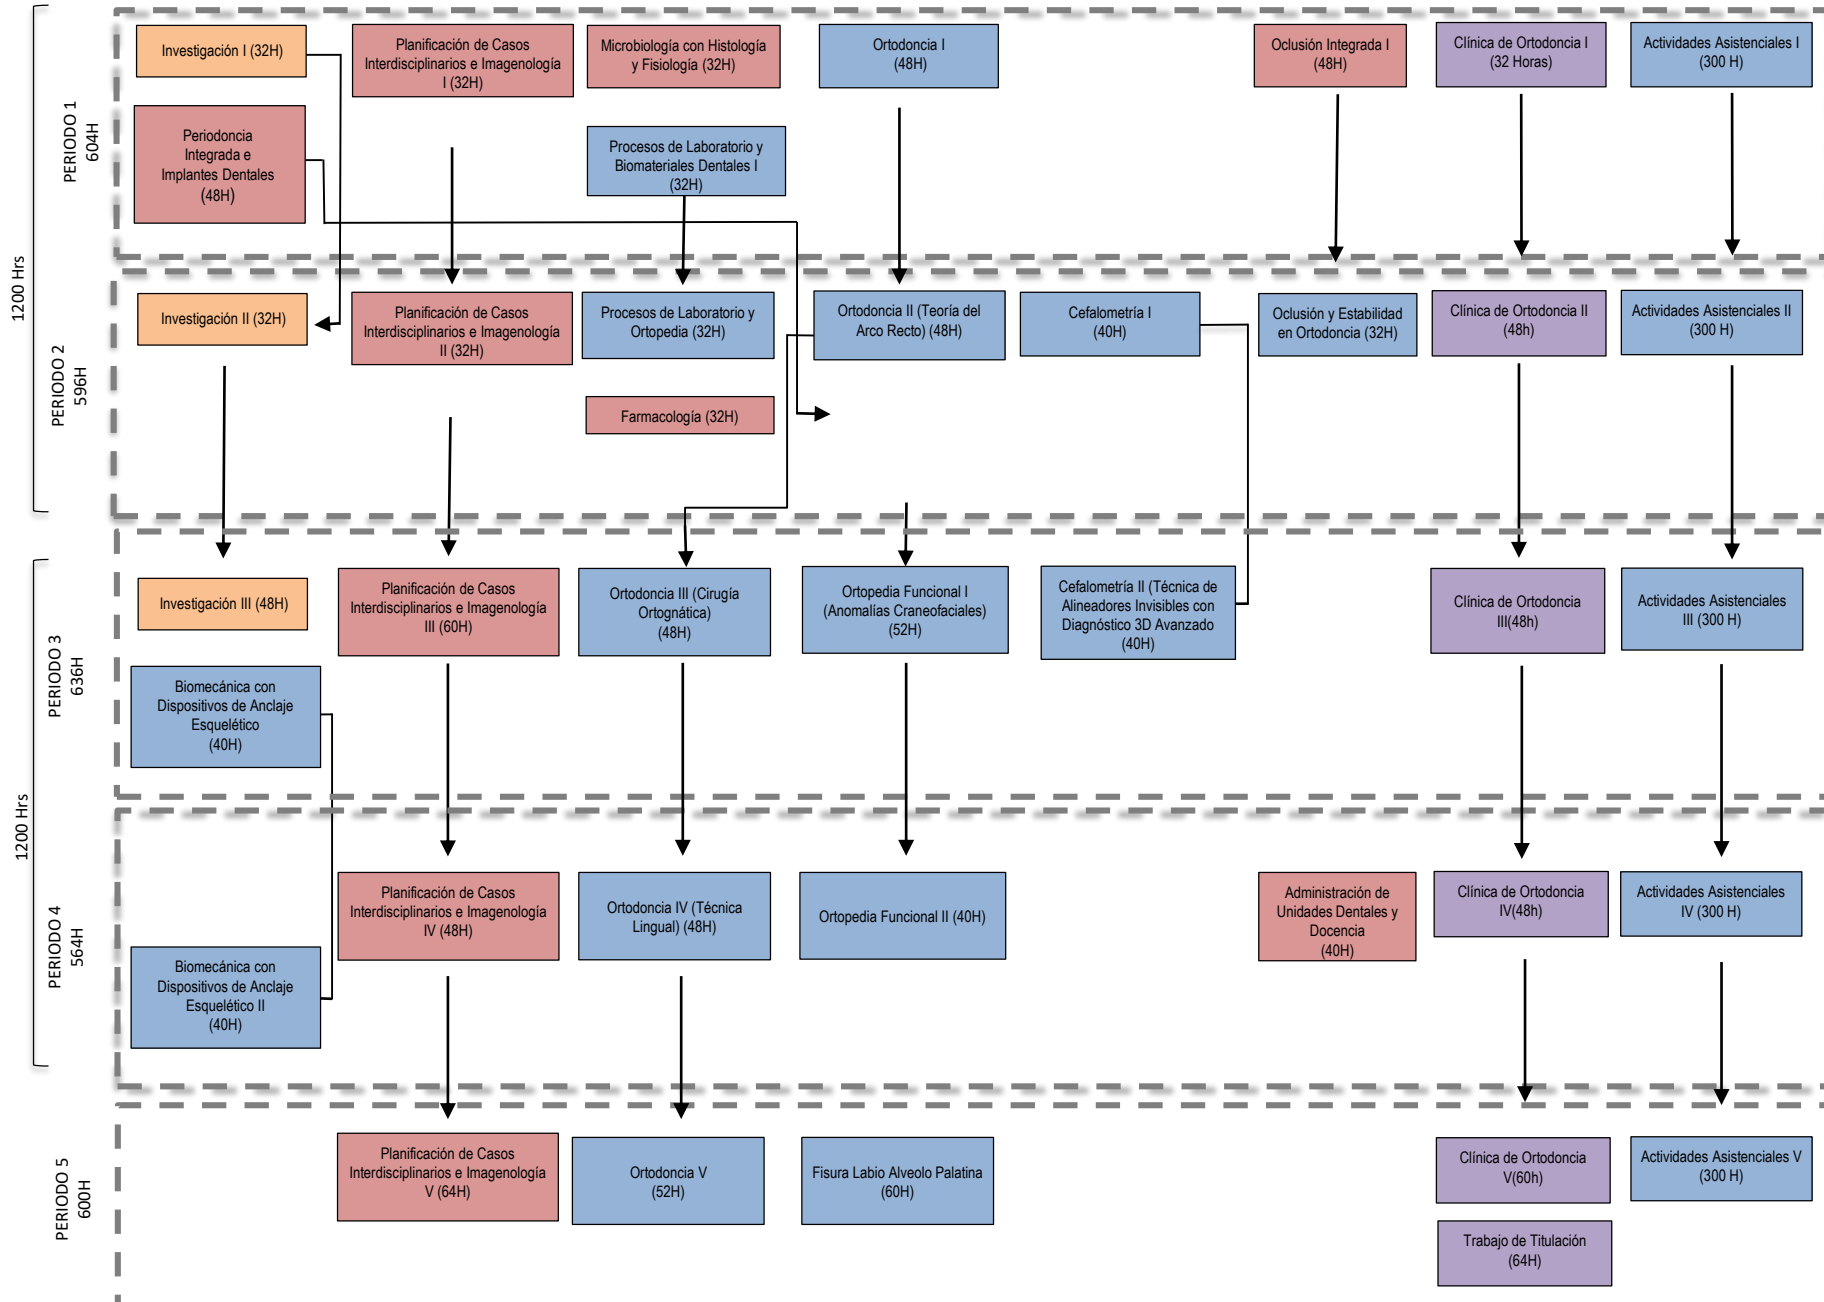 1200 Hrs
PERIODO 1
604H
Investigación I (32H)
Planificación de Casos
Interdisciplinarios e Imagenología
I (32H)
Microbiología con Histología
y Fisiología (32H)
Ortodoncia I
(48H)
Oclusión Integrada I
(48H)
Clínica de Ortodoncia I
(32 Horas)
Actividades Asistenciales I
(300 H)
Periodoncia
Integrada e
Implantes Dentales
(48H)
Procesos de Laboratorio y
Biomateriales Dentales I
(32H)
PERIODO 2
596H
Investigación II (32H)
Planificación de Casos
Interdisciplinarios e Imagenología
II (32H)
Procesos de Laboratorio y
Ortopedia (32H)
Ortodoncia II (Teoría del
Arco Recto) (48H)
Cefalometría I
(40H)
Oclusión y Estabilidad
en Ortodoncia (32H)
Clínica de Ortodoncia II
(48h)
Actividades Asistenciales II
(300 H)
Farmacología (32H)
1200 Hrs
PERIODO 3
636H
Investigación III (48H)
Planificación de Casos
Interdisciplinarios e Imagenología
III (60H)
Ortodoncia III (Cirugía
Ortognática)
(48H)
Ortopedia Funcional I
(Anomalías Craneofaciales)
(52H)
Cefalometría II (Técnica de
Alineadores Invisibles con
Diagnóstico 3D Avanzado
(40H)
Clínica de Ortodoncia
III(48h)
Actividades Asistenciales
III (300 H)
Biomecánica con
Dispositivos de Anclaje
Esquelético
(40H)
PERIODO 4
564H
Planificación de Casos
Interdisciplinarios e Imagenología
IV (48H)
Ortodoncia IV (Técnica
Lingual) (48H)
Ortopedia Funcional II (40H)
Administración de
Unidades Dentales y
Docencia
(40H)
Clínica de Ortodoncia
IV(48h)
Actividades Asistenciales
IV (300 H)
Biomecánica con
Dispositivos de Anclaje
Esquelético II
(40H)
PERIODO 5
600H
Planificación de Casos
Interdisciplinarios e Imagenología
V (64H)
Ortodoncia V
(52H)
Fisura Labio Alveolo Palatina
(60H)
Clínica de Ortodoncia
V(60h)
Actividades Asistenciales V
(300 H)
Trabajo de Titulación
(64H)